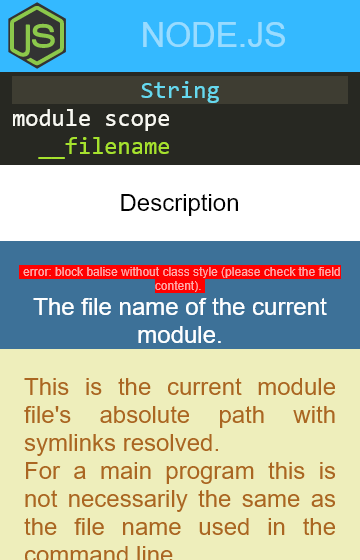 JS
NODE.JS
String
module scope
__filename
Description
error: block balise without class style (please check the field
content).
The file name of the current
module.
This is the current module
file's absolute path with
symlinks resolved.
For a main program this is
not necessarily the same as
the file name used in the
command line.